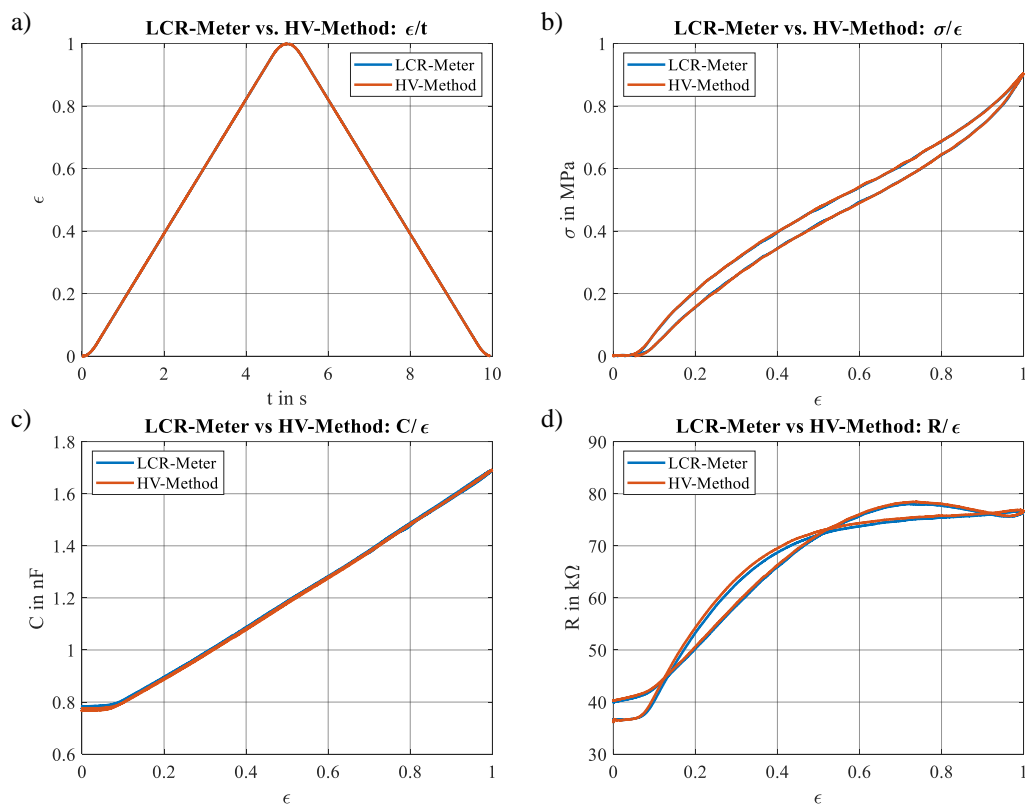 a)
LCR-Meter vs. HV-Method: ϵ/t
1
0.8
0.6
0.4
0.2
0
ϵ
LCR-Meter
HV-Method
0 2 4 6 8 10
t in s
b)
LCR-Meter vs. HV-Method: σ/ϵ
1
0.8
0.6
0.4
0.2
0
σ in MPa
LCR-Meter
HV-Method
0 0.2 0.4 0.6 0.8 1
ϵ
c)
LCR-Meter vs HV-Method: C/ϵ
1.8
1.6
1.4
1.2
1
0.8
0.6
C in nF
LCR-Meter
HV-Method
0 0.2 0.4 0.6 0.8 1
ϵ
d)
LCR-Meter vs HV-Method: R/ϵ
90
80
70
60
50
40
30
R in kΩ
LCR-Meter
HV-Method
0 0.2 0.4 0.6 0.8 1
ϵ